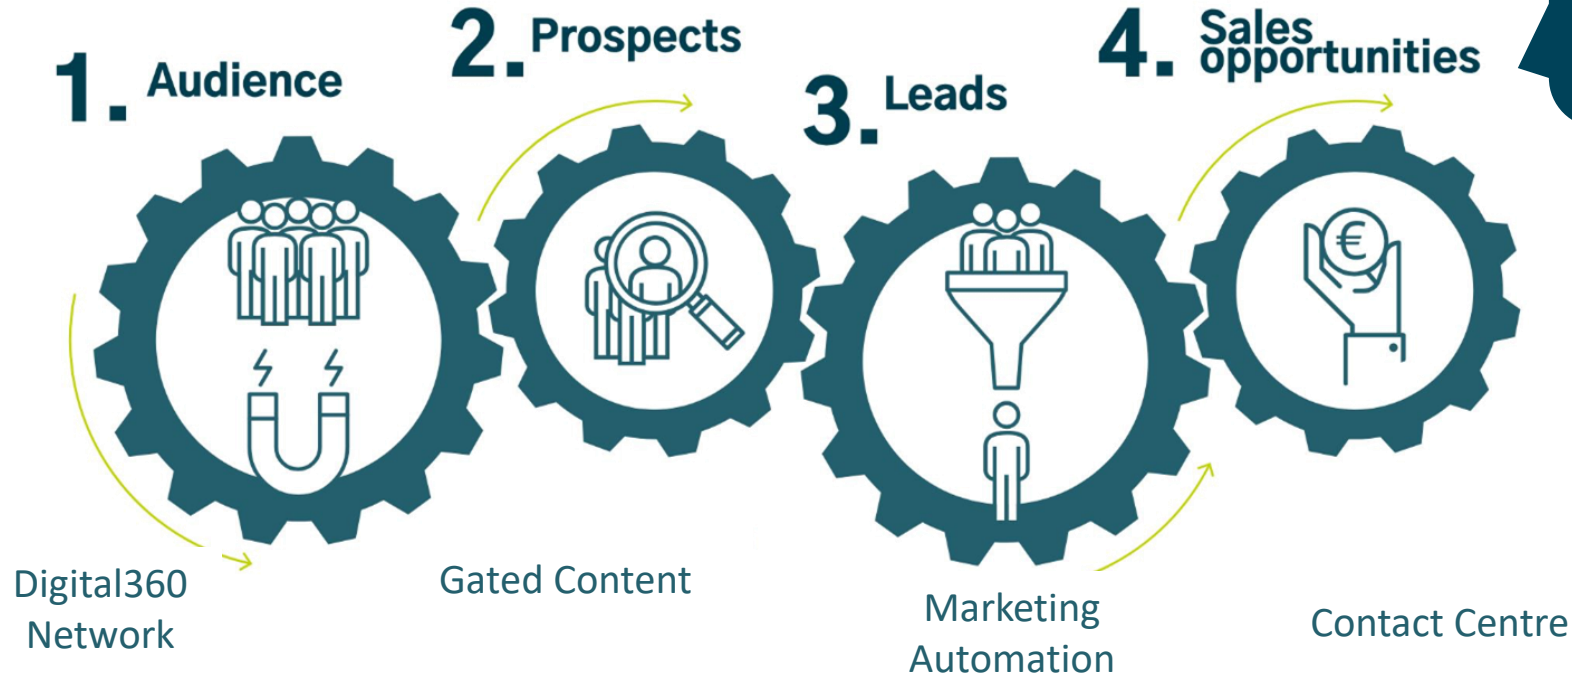 1. Audience
2. Prospects
3. Leads
4. Sales
opportunities
€
Digital360
Network
Gated Content
Marketing
Automation
Contact Centre